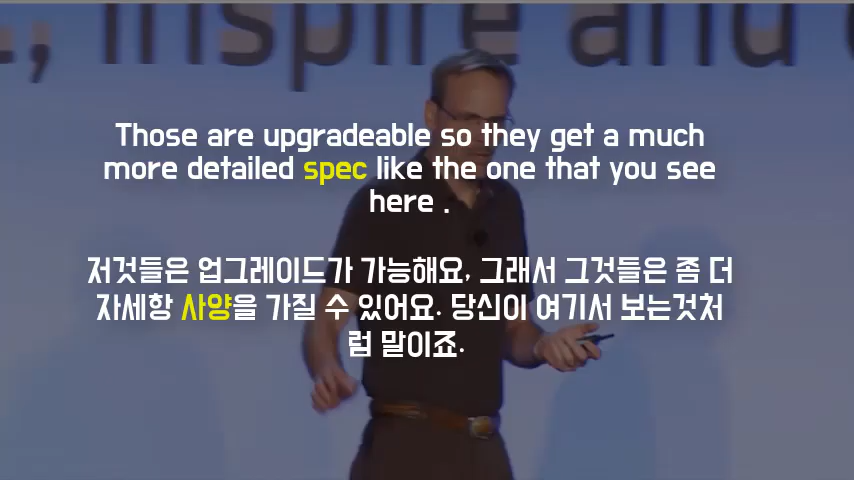 , inspire and
Those are upgradeable so they get a much
more detailed spec like the one that you see
here .
저것들은 업그레이드가 가능해요, 그래서 그것들은 좀 더
자세항 사양을 가질 수 있어요. 당신이 여기서 보는것처
럼 말이죠.